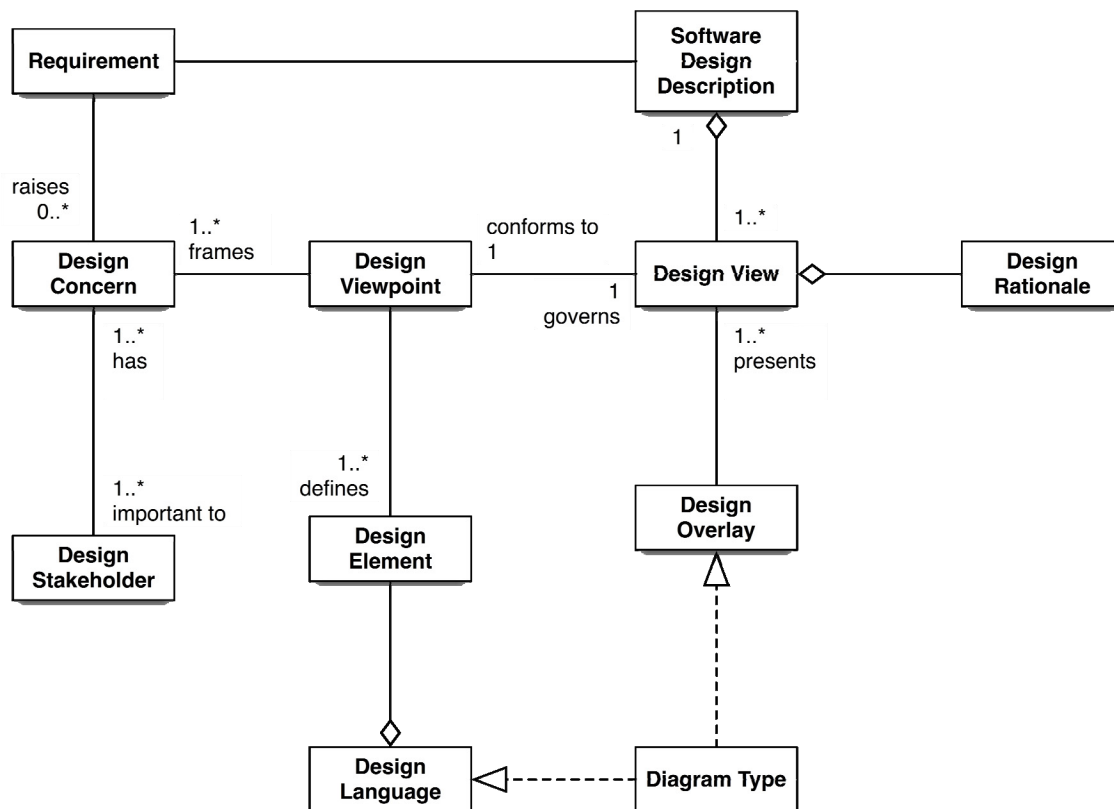 Requirement
Software
Design
Description
1
raises
0..*
1..*
frames
conforms to
1
1..*
Design
Concern
Design
Viewpoint
Design View
Design
Rationale
1
governs
1..*
has
1..*
presents
1..*
defines
1..*
important to
Design
Stakeholder
Design
Element
Design
Overlay
Design
Language
Diagram Type